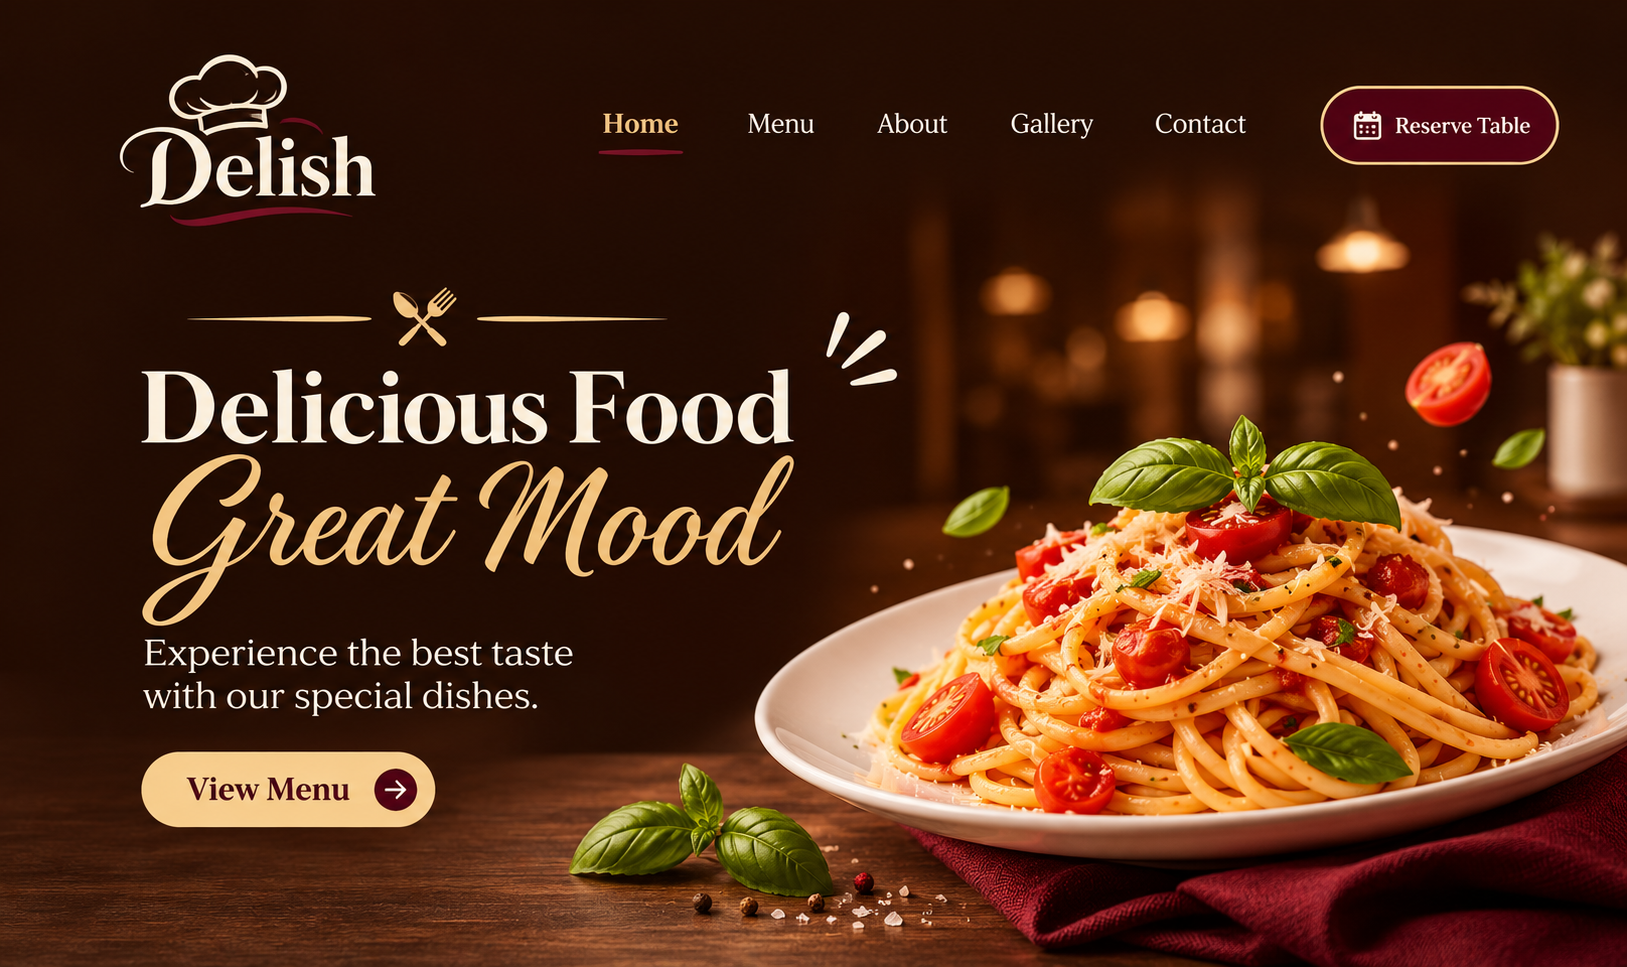 Delish
Home Menu About Gallery Contact Reserve Table
Delicious Food
Great Mood
Experience the best taste
with our special dishes.
View Menu